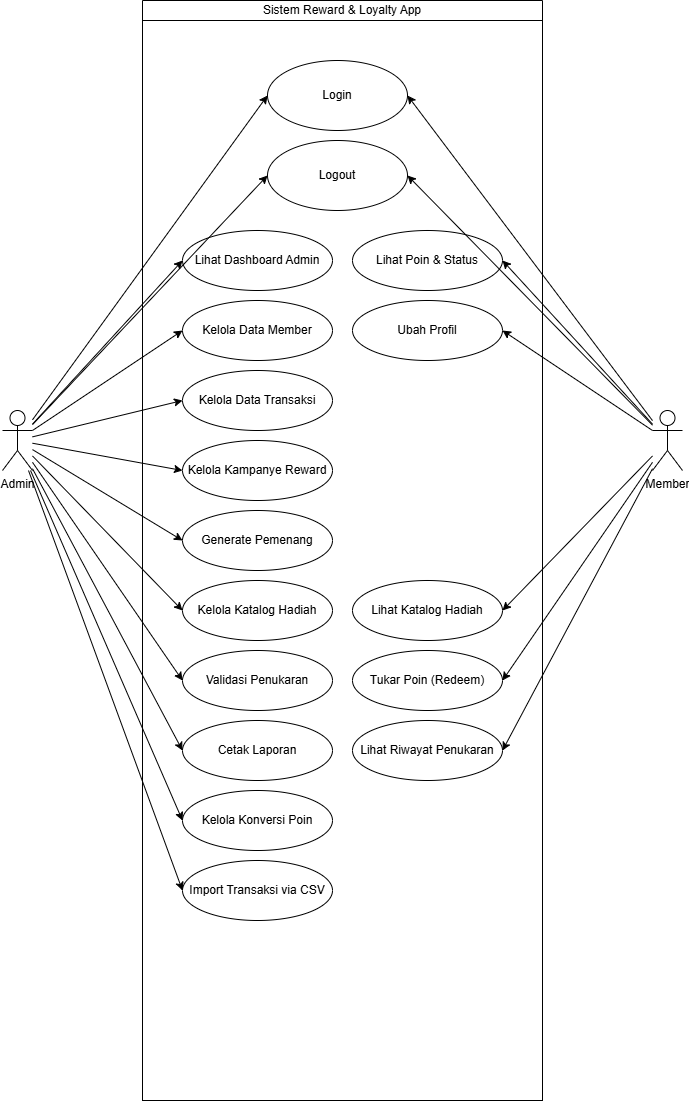 Sistem Reward & Loyalty App
Login
Logout
Lihat Dashboard Admin
Lihat Poin & Status
Kelola Data Member
Ubah Profil
Kelola Data Transaksi
Kelola Kampanye Reward
Admin
Member
Generate Pemenang
Kelola Katalog Hadiah
Lihat Katalog Hadiah
Validasi Penukaran
Tukar Poin (Redeem)
Cetak Laporan
Lihat Riwayat Penukaran
Kelola Konversi Poin
Import Transaksi via CSV